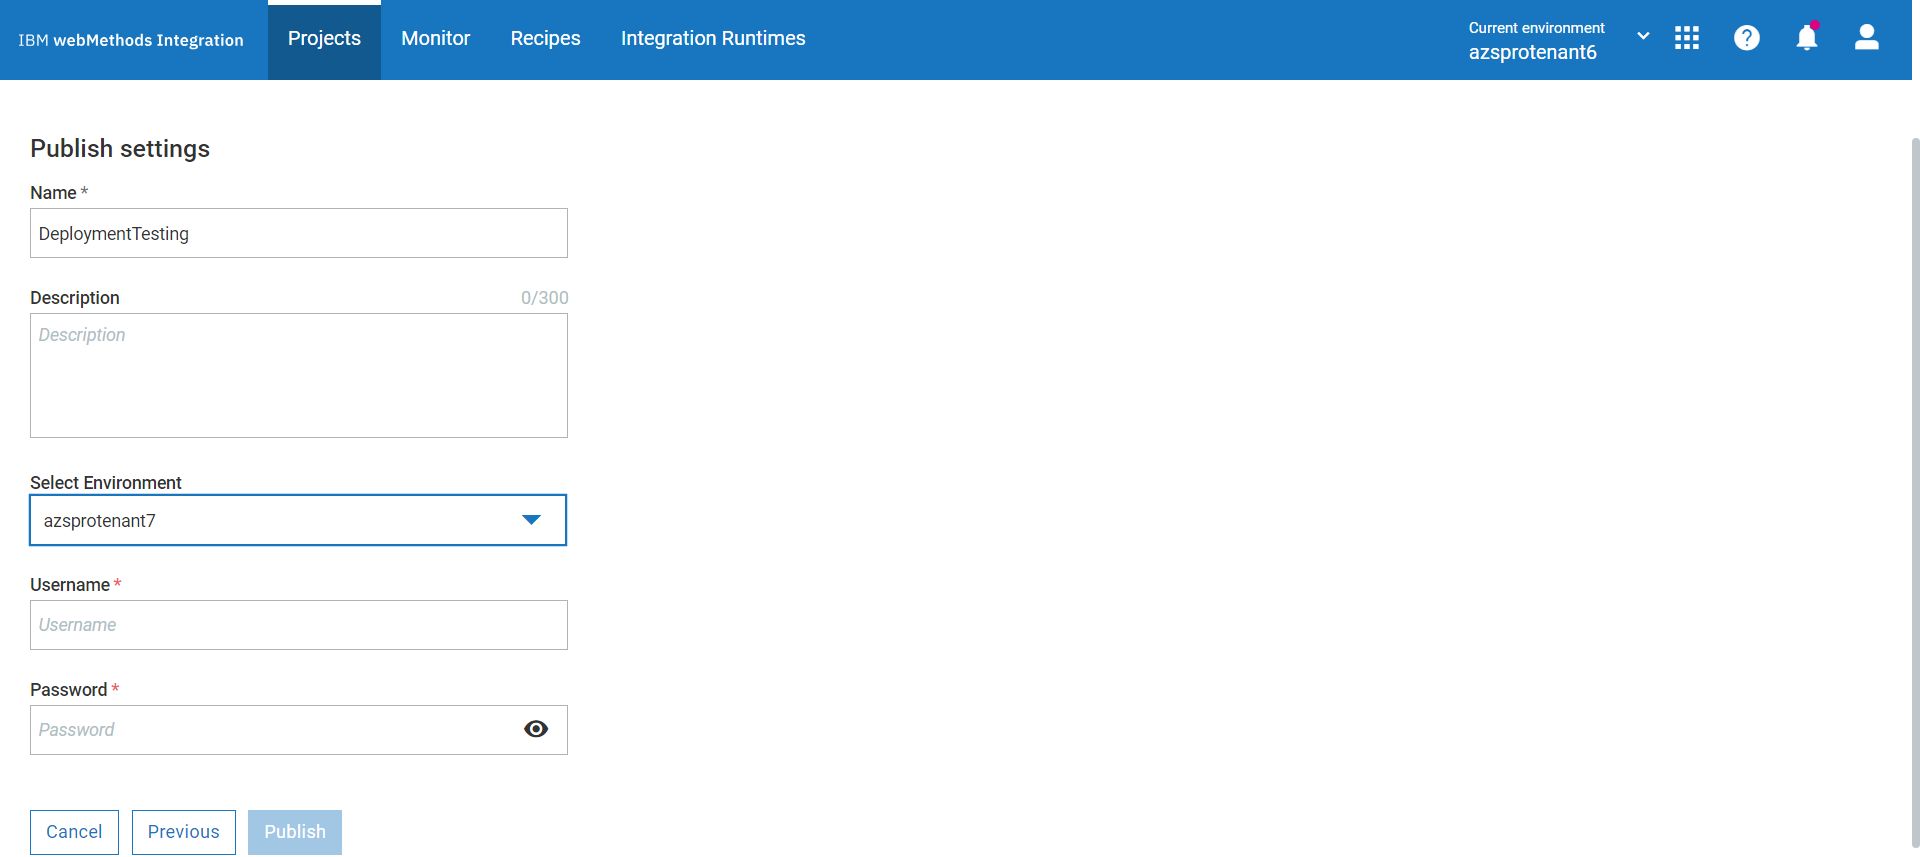 IBM webMethods Integration
Projects
Monitor
Recipes
Integration Runtimes
Current environment
azsprotenant6
Publish settings
Name *
DeploymentTesting
Description 0/300
Description
Select Environment
azsprotenant7
Username *
Username
Password *
Password
Cancel
Previous
Publish